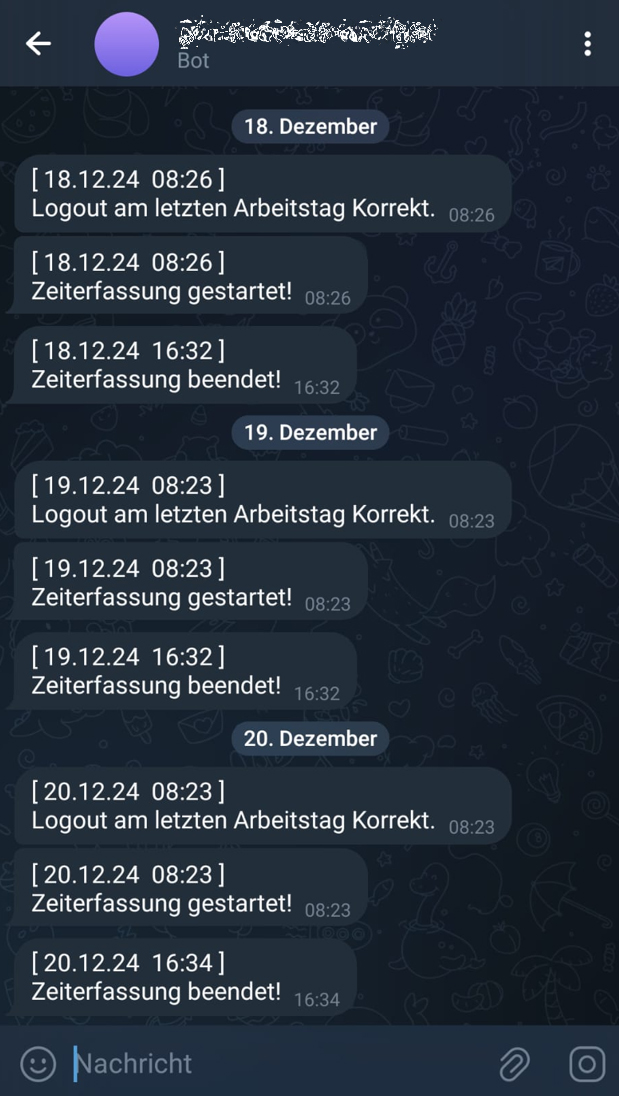 Bot
18. Dezember
[ 18.12.24 08:26 ]
Logout am letzten Arbeitstag Korrekt. 08:26
[ 18.12.24 08:26 ]
Zeiterfassung gestartet! 08:26
[ 18.12.24 16:32 ]
Zeiterfassung beendet! 16:32
19. Dezember
[ 19.12.24 08:23 ]
Logout am letzten Arbeitstag Korrekt. 08:23
[ 19.12.24 08:23 ]
Zeiterfassung gestartet! 08:23
[ 19.12.24 16:32 ]
Zeiterfassung beendet! 16:32
20. Dezember
[ 20.12.24 08:23 ]
Logout am letzten Arbeitstag Korrekt. 08:23
[ 20.12.24 08:23 ]
Zeiterfassung gestartet! 08:23
[ 20.12.24 16:34 ]
Zeiterfassung beendet! 16:34
Nachricht